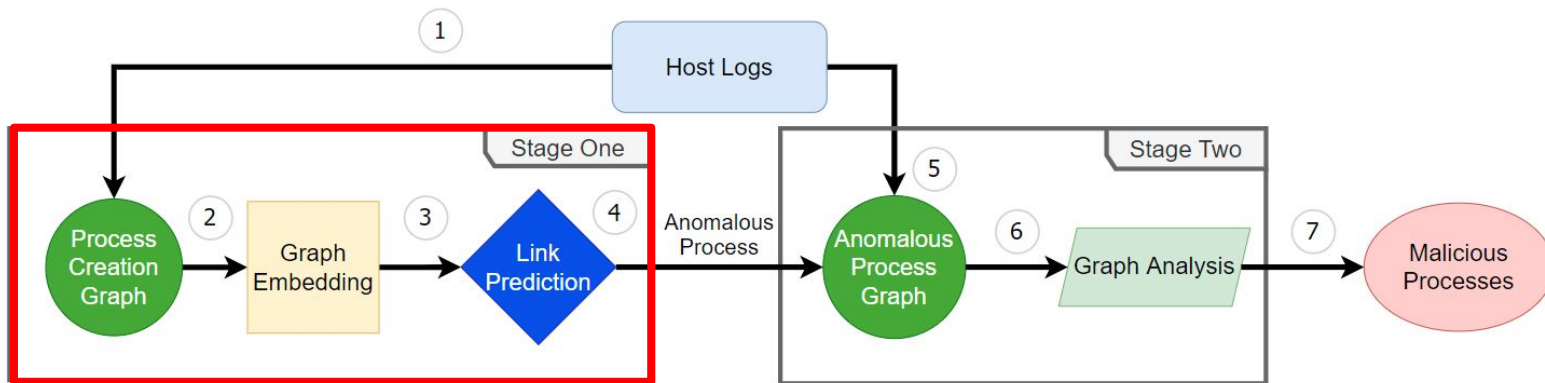 1
Host Logs
Stage One
Stage Two
Process
Creation
Graph
2
Graph
Embedding
3
Link
Prediction
4
Anomalous
Process
5
Anomalous
Process
Graph
6
Graph Analysis
7
Malicious
Processes